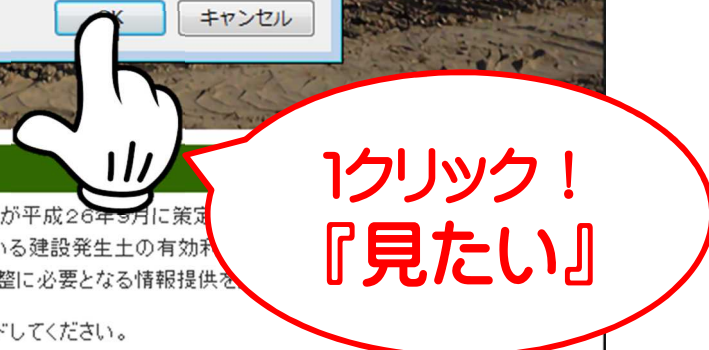 OK キャンセル
1クリック！
『見たい』
が平成26年9月に策定
いる建設発生土の有効利
整に必要となる情報提供を
ドしてください。